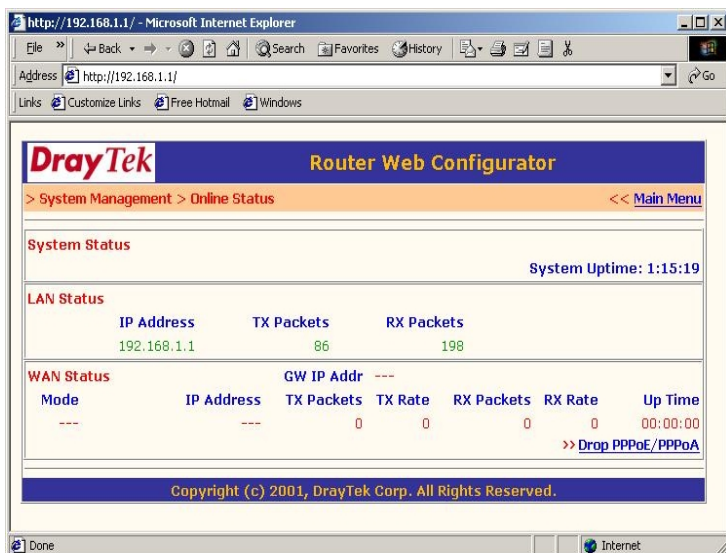 http://192.168.1.1/ - Microsoft Internet Explorer
File » Back Search Favorites History
Address http://192.168.1.1/ Go
Links Customize Links Free Hotmail Windows
DrayTek Router Web Configurator
> System Management > Online Status << Main Menu
System Status
System Uptime: 1:15:19
LAN Status
IP Address TX Packets RX Packets
192.168.1.1 86 198
WAN Status GW IP Addr ---
Mode IP Address TX Packets TX Rate RX Packets RX Rate Up Time
--- --- 0 0 0 0 00:00:00
>> Drop PPPoE/PPPoA
Copyright (c) 2001, DrayTek Corp. All Rights Reserved.
Done Internet